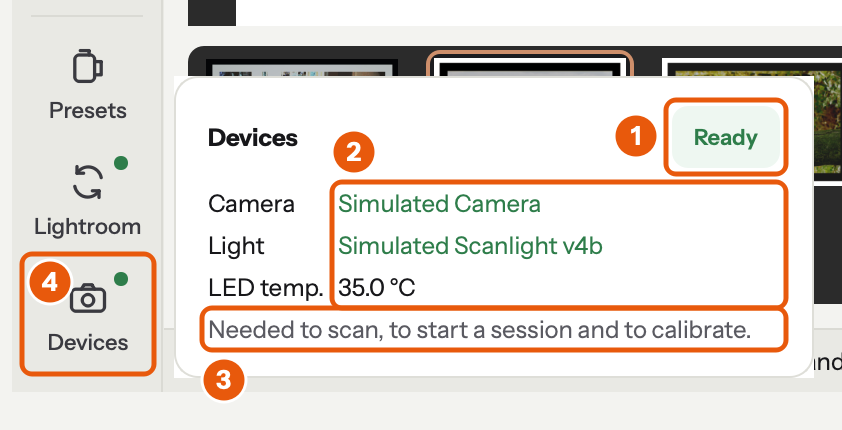 Presets
Lightroom
4
Devices
Devices
1
Ready
2
Camera
Simulated Camera
Light
Simulated Scanlight v4b
LED temp.
35.0 °C
Needed to scan, to start a session and to calibrate.
3